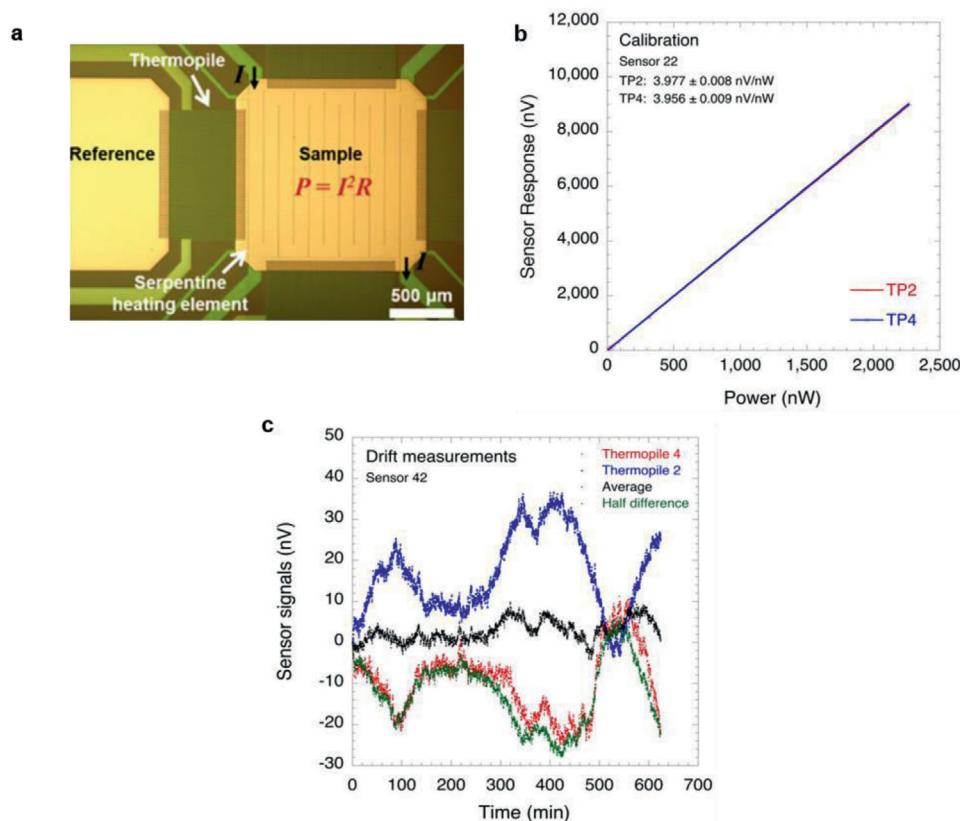 a
Thermopile
I
Reference
Sample
P = I²R
I
Serpentine
heating element
500 µm
b
12,000
10,000
8,000
6,000
4,000
2,000
0
Sensor Response (nV)
Calibration
Sensor 22
TP2: 3.977 ± 0.008 nV/nW
TP4: 3.956 ± 0.009 nV/nW
TP2
TP4
0 500 1,000 1,500 2,000 2,500
Power (nW)
c
50
40
30
20
10
0
-10
-20
-30
Sensor signals (nV)
Drift measurements
Sensor 42
Thermopile 4
Thermopile 2
Average
Half difference
0 100 200 300 400 500 600 700
Time (min)